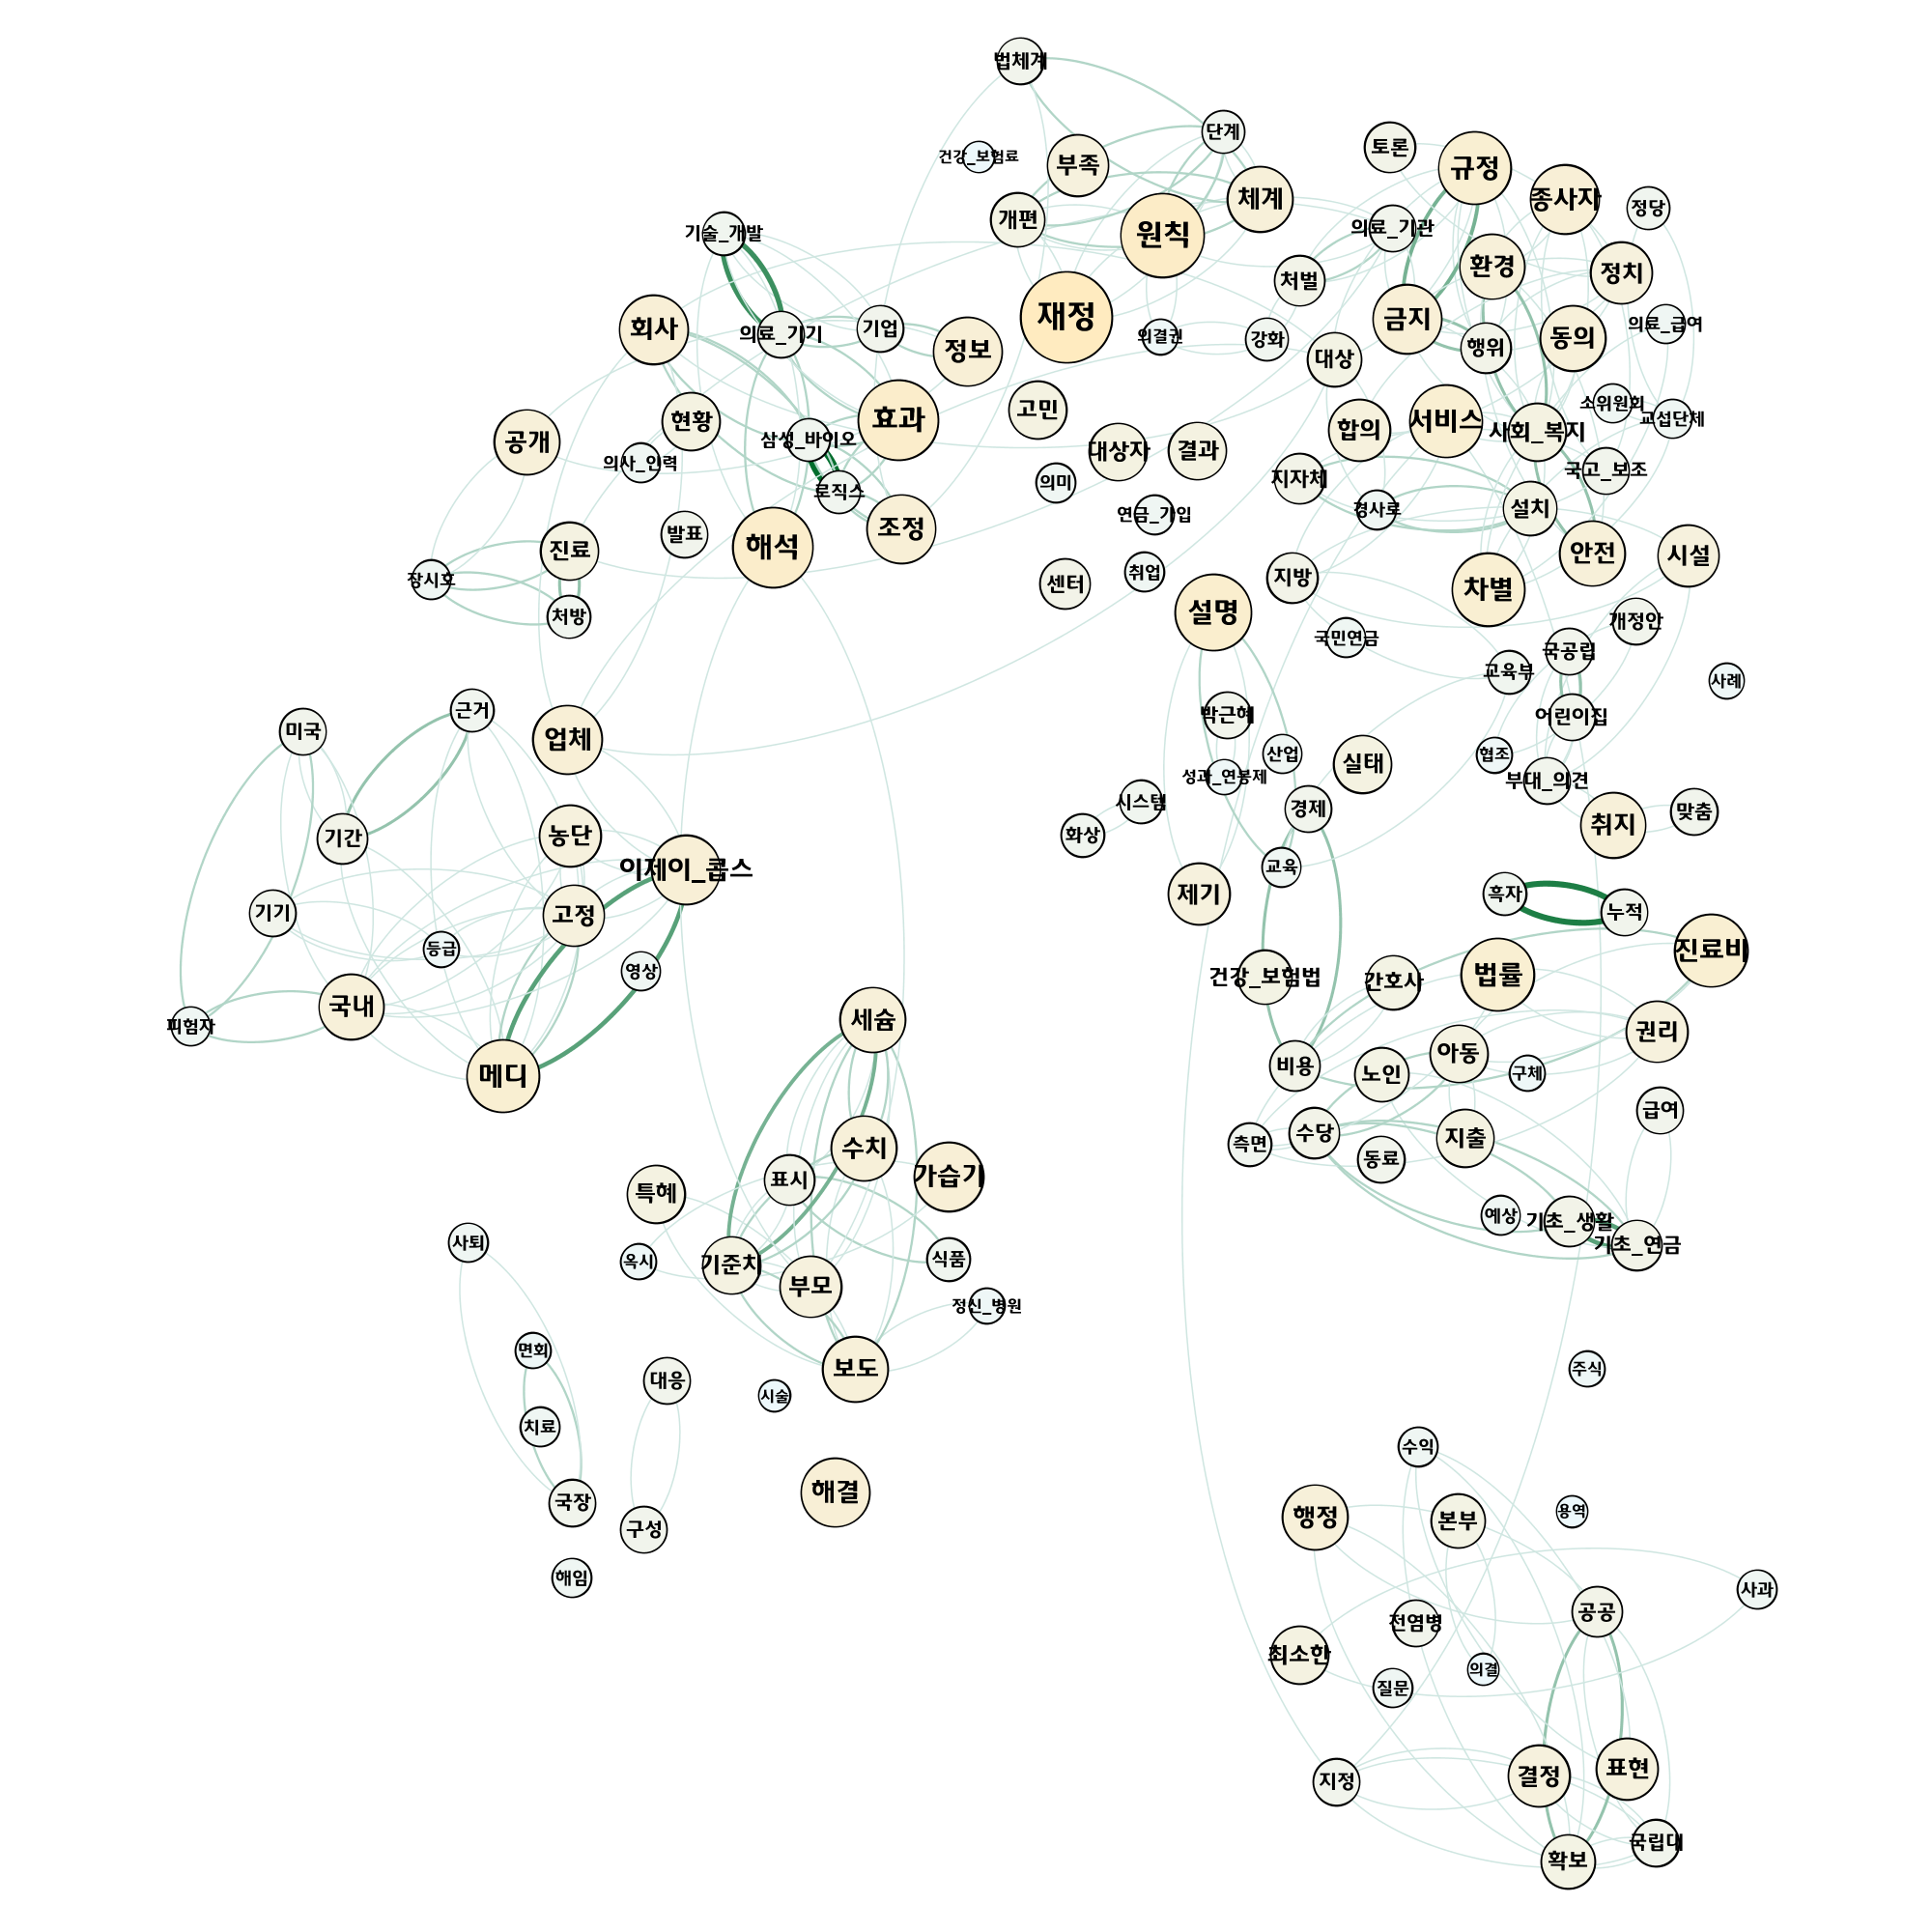 법체계
단계
건강_보험료
부족
토론
규정
종사자
정당
개편
체계
원칙
의료_기관
기술_개발
환경
정치
처벌
재정
회사
의료_기기
기업
정보
의결권
강화
금지
행위
동의
의료_급여
대상
현황
효과
고민
합의
서비스
사회_복지
소위원회
교섭단체
공개
삼성_바이오
의사_인력
대상자
결과
지자체
국고_보조
로직스
의미
연금_가입
경사로
설치
발표
해석
조정
진료
안전
시설
장시호
처방
센터
취업
지방
차별
설명
개정안
국민연금
국공립
교육부
사례
근거
미국
업체
박근혜
어린이집
산업
협조
성과_연봉제
실태
부대_의견
시스템
경제
취지
맞춤
화상
기간
농단
이제이_콥스
교육
제기
흑자
누적
기기
고정
등급
영상
진료비
건강_보험법
간호사
법률
국내
피험자
세슘
권리
메디
비용
노인
아동
구체
급여
수치
표시
가습기
측면
수당
동료
지출
특혜
예상
기초_생활
기초_연금
사퇴
옥시
기준치
부모
식품
정신_병원
면회
대응
시술
보도
주식
치료
수익
국장
해결
행정
본부
용역
구성
해임
사과
공공
전염병
최소한
의결
질문
지정
결정
표현
국립대
확보